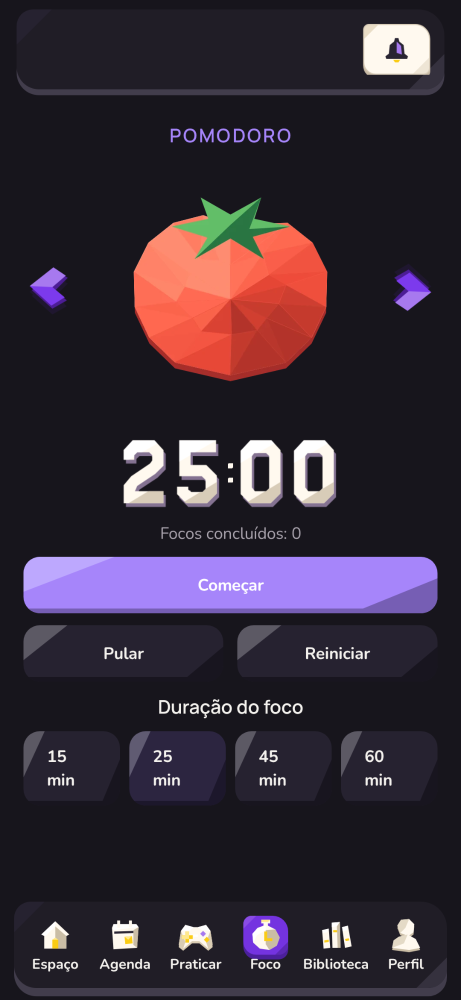 POMODORO
25:00
Focos concluídos: 0
Começar
Pular Reiniciar
Duração do foco
15 min
25 min
45 min
60 min
Espaço Agenda Praticar Foco Biblioteca Perfil